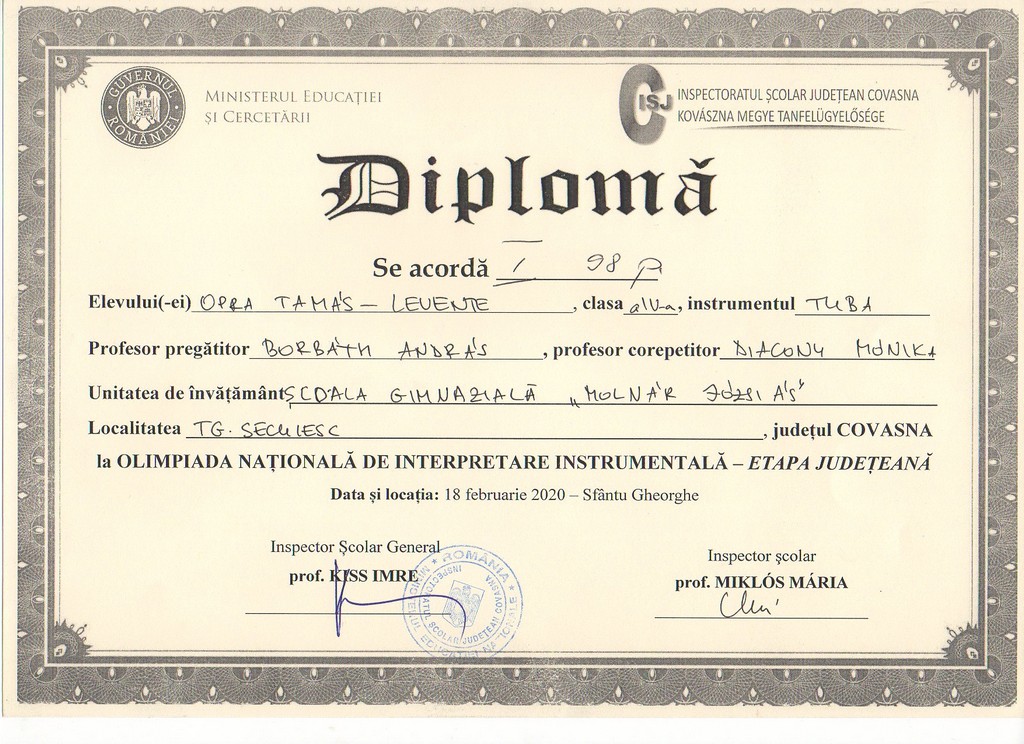 GUVERNUL ROMÂNIEI
MINISTERUL EDUCAȚIEI
ȘI CERCETĂRII
CISJ
INSPECTORATUL ȘCOLAR JUDEȚEAN COVASNA
KOVÁSZNA MEGYE TANFELÜGYELŐSÉGE
Diplomă
Se acordă I 98 p
Elevului(-ei) OPRA TAMÁS - LEVENTE, clasa a IV-a, instrumentul TUBA
Profesor pregătitor BORBÁTH ANDRÁS, profesor corepetitor DIACONU MÓNIKA
Unitatea de învățământ ȘCOALA GIMNAZIALĂ „MOLNÁR JÓZSIÁS"
Localitatea TG. SECUIESC, județul COVASNA
la OLIMPIADA NAȚIONALĂ DE INTERPRETARE INSTRUMENTALĂ – ETAPA JUDEȚEANĂ
Data și locația: 18 februarie 2020 – Sfântu Gheorghe
Inspector Școlar General
prof. KISS IMRE
Inspector școlar
prof. MIKLÓS MÁRIA
ROMÂNIA
INSPECTORATUL ȘCOLAR JUDEȚEAN COVASNA